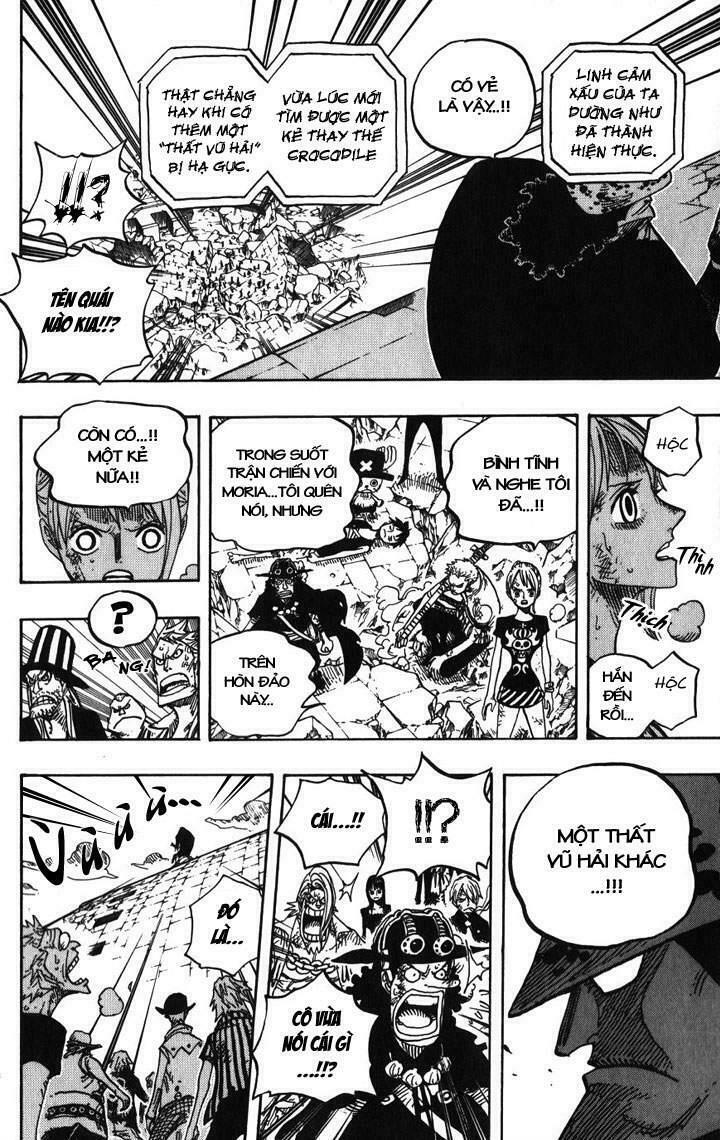 LINH CẢM
XẤU CỦA TA
DƯỜNG NHƯ
ĐÃ THÀNH
HIỆN THỰC.
CÓ VẺ
LÀ VẬY...!!
VỪA LÚC MỚI
TÌM ĐƯỢC MỘT
KẺ THAY THẾ
CROCODILE
THẬT CHẲNG
HAY KHI CÓ
THÊM MỘT
"THẤT VŨ HẢI"
BỊ HẠ GỤC.
!!?
TÊN QUÁI
NÀO KIA!!?
HỘC
Thình
Thịch
HẮN
ĐẾN
RỒI...
HỘC
BÌNH TĨNH
VÀ NGHE TÔI
ĐÃ...!!
TRONG SUỐT
TRẬN CHIẾN VỚI
MORIA...TÔI QUÊN
NÓI, NHƯNG
TRÊN
HÒN ĐẢO
NÀY...
CÒN CÓ...!!
MỘT KẺ
NỮA!!
?
BA
NG!
MỘT THẤT
VŨ HẢI KHÁC
...!!!
!!?
CÁI...!!
CÔ VỪA
NÓI CÁI GÌ
...!!?
Ù ù ù ù...
ĐÓ
LÀ...